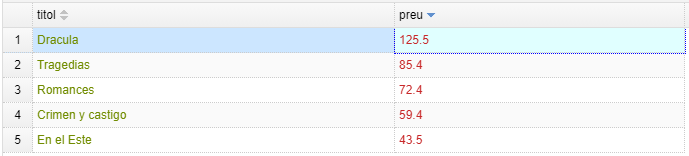 titol preu
1 Dracula 125.5
2 Tragedias 85.4
3 Romances 72.4
4 Crimen y castigo 59.4
5 En el Este 43.5